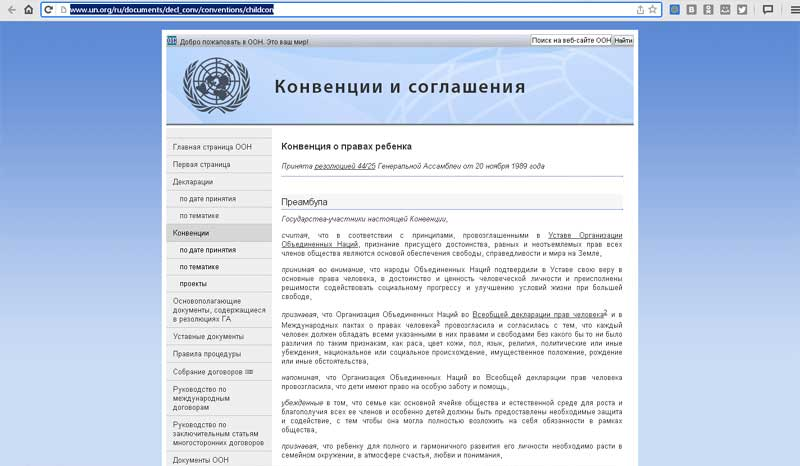 www.un.org/ru/documents/decl_conv/conventions/childcon
Добро пожаловать в ООН. Это ваш мир!
Поиск на веб-сайте ООН
Найти
Конвенции и соглашения
Главная страница ООН
Первая страница
Декларации
по дате принятия
по тематике
Конвенции
по дате принятия
по тематике
проекты
Основополагающие
документы, содержащиеся
в резолюциях ГА
Уставные документы
Правила процедуры
Собрание договоров
Руководство по
международным
договорам
Руководство по
заключительным статьям
многосторонних договоров
Документы ООН
Конвенция о правах ребенка
Принята резолюцией 44/25 Генеральной Ассамблеи от 20 ноября 1989 года
Преамбула
Государства-участники настоящей Конвенции,
считая, что в соответствии с принципами, провозглашенными в Уставе Организации
Объединенных Наций, признание присущего достоинства, равных и неотъемлемых прав всех
членов общества являются основой обеспечения свободы, справедливости и мира на Земле,
принимая во внимание, что народы Объединенных Наций подтвердили в Уставе свою веру в
основные права человека, в достоинство и ценность человеческой личности и преисполнены
решимости содействовать социальному прогрессу и улучшению условий жизни при большей
свободе,
признавая, что Организация Объединенных Наций во Всеобщей декларации прав человека2 и в
Международных пактах о правах человека3 провозгласила и согласилась с тем, что каждый
человек должен обладать всеми указанными в них правами и свободами без какого бы то ни было
различия по таким признакам, как раса, цвет кожи, пол, язык, религия, политические или иные
убеждения, национальное или социальное происхождение, имущественное положение, рождение
или иные обстоятельства,
напоминая, что Организация Объединенных Наций во Всеобщей декларации прав человека
провозгласила, что дети имеют право на особую заботу и помощь,
убежденные в том, что семье как основной ячейке общества и естественной среде для роста и
благополучия всех ее членов и особенно детей должны быть предоставлены необходимые защита
и содействие, с тем чтобы она могла полностью возложить на себя обязанности в рамках
общества,
признавая, что ребенку для полного и гармоничного развития его личности необходимо расти в
семейном окружении, в атмосфере счастья, любви и понимания,